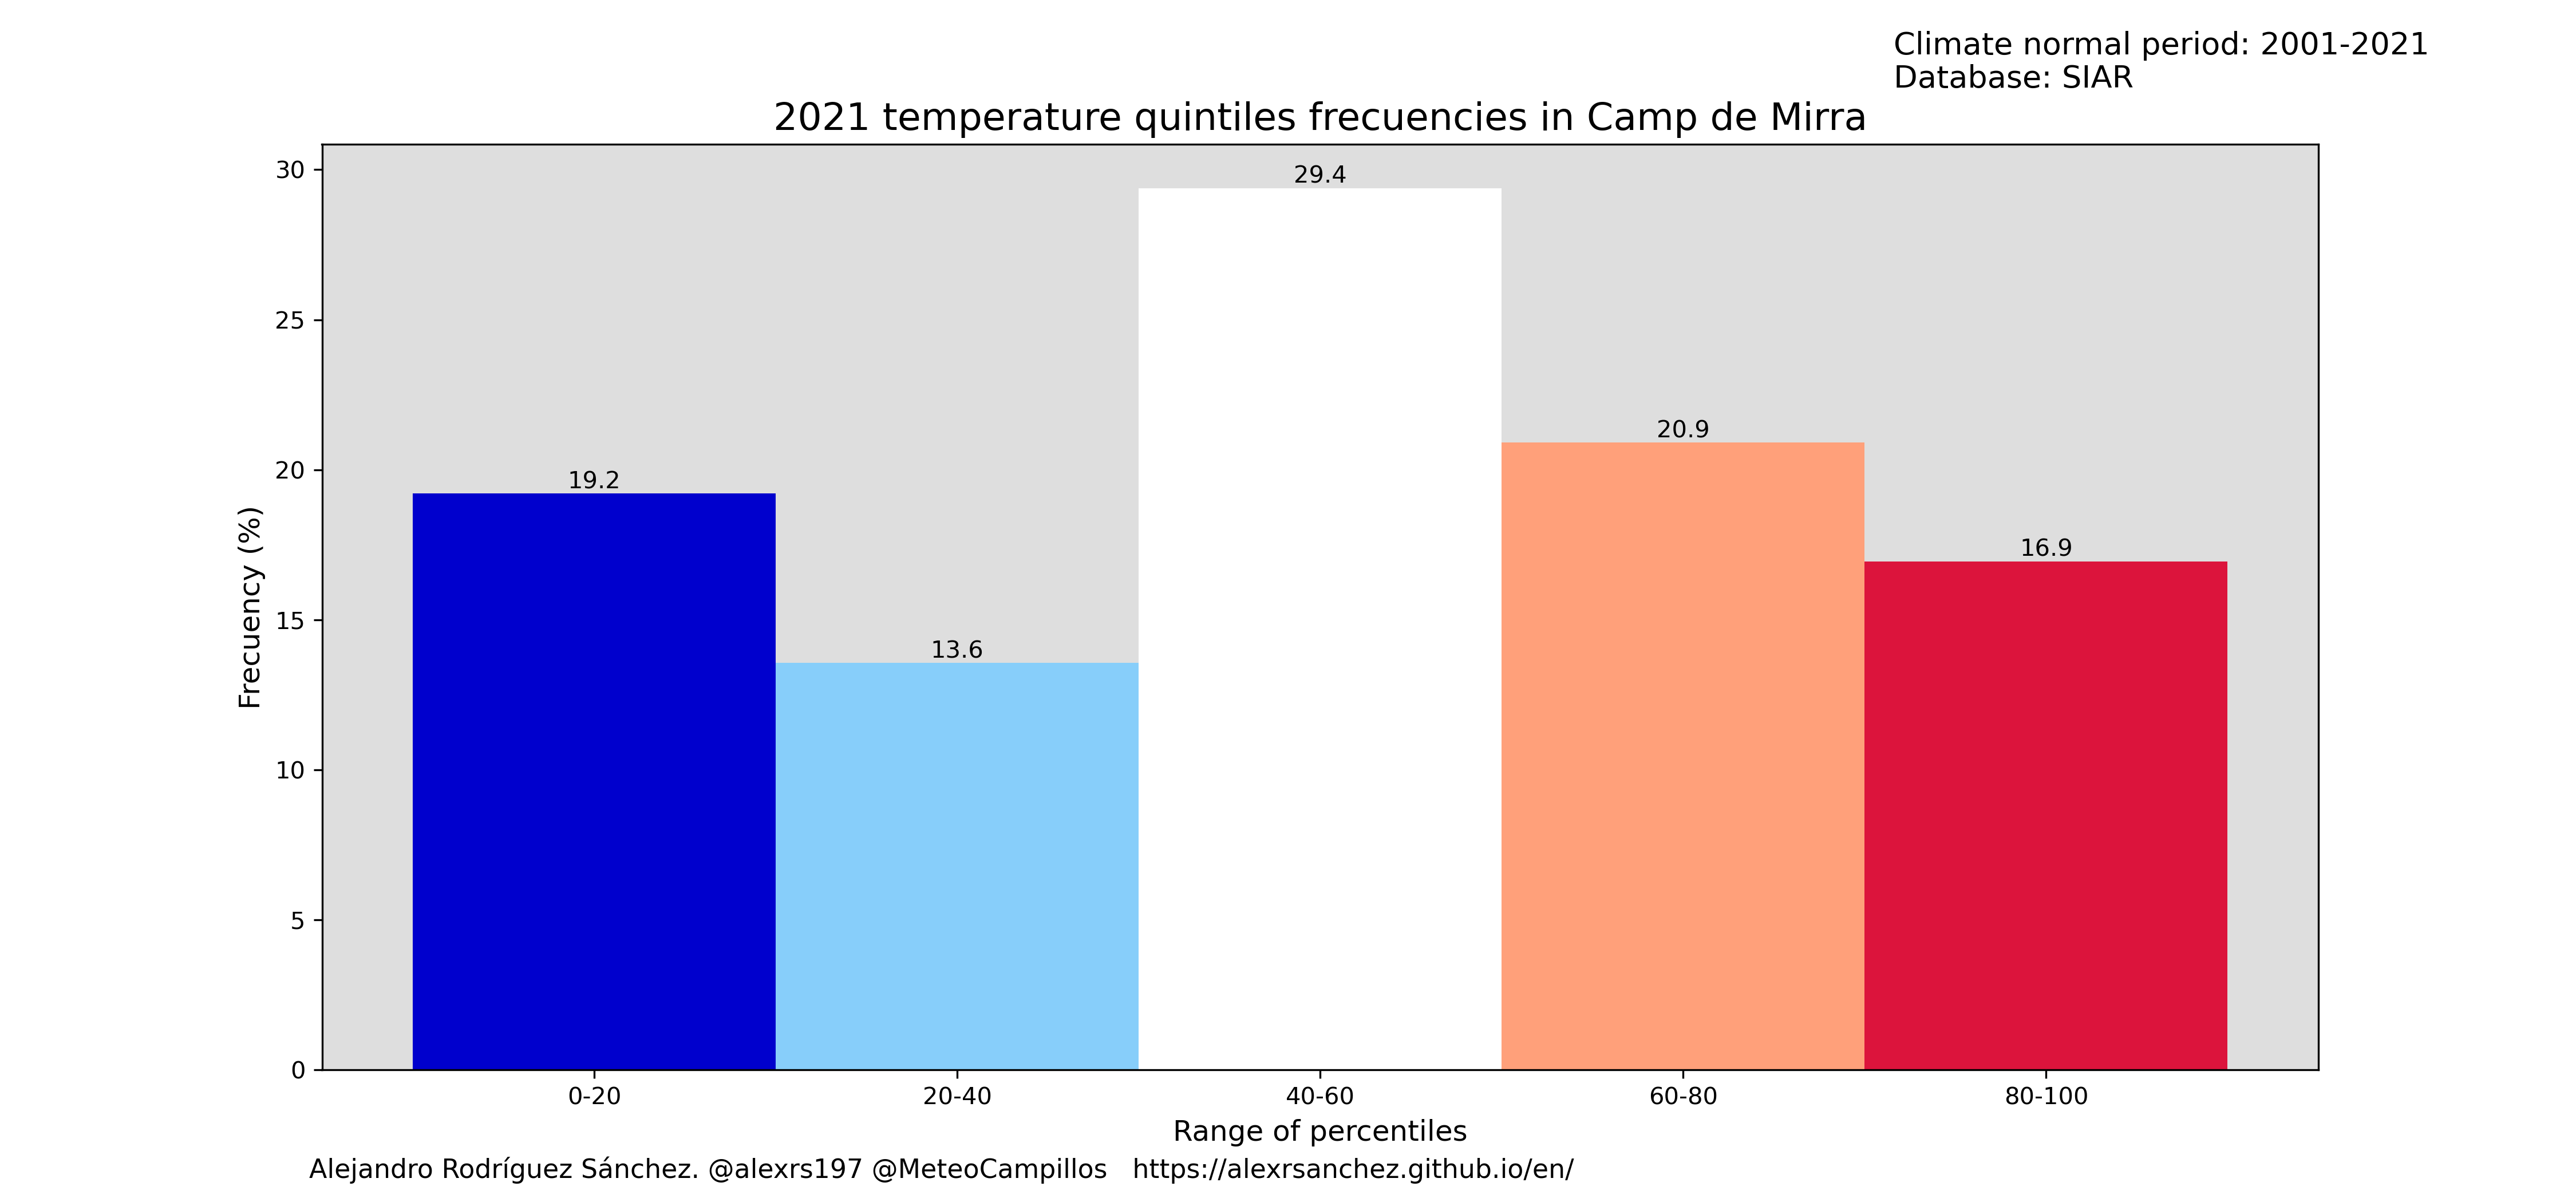 Climate normal period: 2001-2021
Database: SIAR
2021 temperature quintiles frecuencies in Camp de Mirra
30
25
20
15
10
5
0
Frecuency (%)
19.2
13.6
29.4
20.9
16.9
0-20
20-40
40-60
60-80
80-100
Range of percentiles
Alejandro Rodríguez Sánchez. @alexrs197 @MeteoCampillos https://alexrsanchez.github.io/en/